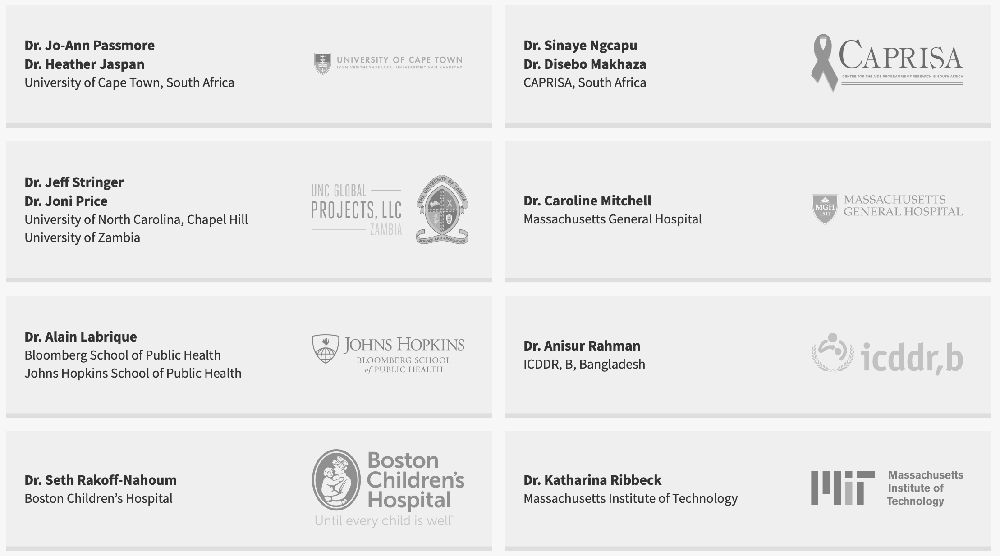 Dr. Jo-Ann Passmore
Dr. Heather Jaspan
University of Cape Town, South Africa
UNIVERSITY OF CAPE TOWN
IYUNIVESITHI YASEKAPA • UNIVERSITEIT VAN KAAPSTAD
Dr. Sinaye Ngcapu
Dr. Disebo Makhaza
CAPRISA, South Africa
CAPRISA
CENTRE FOR THE AIDS PROGRAMME OF RESEARCH IN SOUTH AFRICA
Dr. Jeff Stringer
Dr. Joni Price
University of North Carolina, Chapel Hill
University of Zambia
UNC GLOBAL
PROJECTS, LLC
ZAMBIA
THE UNIVERSITY OF ZAMBIA
SERVICE AND EXCELLENCE
Dr. Caroline Mitchell
Massachusetts General Hospital
MGH
1811
MASSACHUSETTS
GENERAL HOSPITAL
Dr. Alain Labrique
Bloomberg School of Public Health
Johns Hopkins School of Public Health
JOHNS HOPKINS
BLOOMBERG SCHOOL
of PUBLIC HEALTH
Dr. Anisur Rahman
ICDDR, B, Bangladesh
icddr,b
Dr. Seth Rakoff-Nahoum
Boston Children’s Hospital
Boston
Children’s
Hospital
Until every child is well℠
Dr. Katharina Ribbeck
Massachusetts Institute of Technology
MIT
Massachusetts
Institute of
Technology